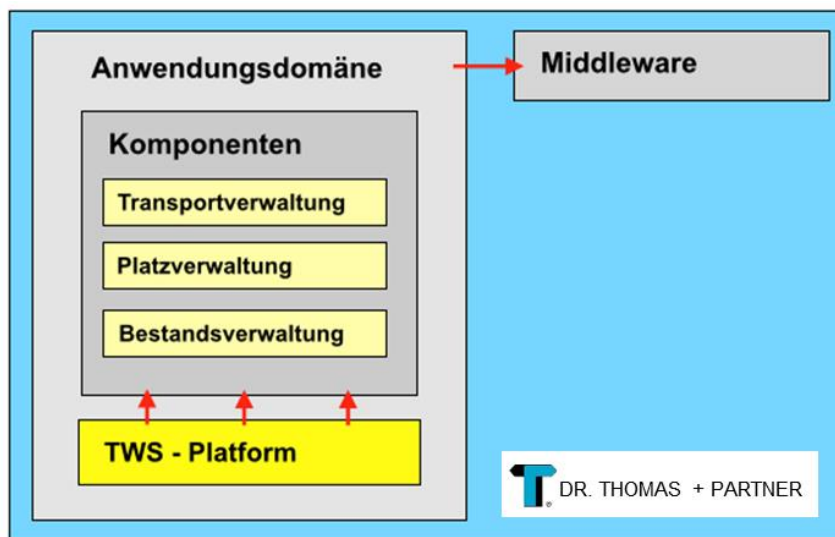 Anwendungsdomäne
Middleware
Komponenten
Transportverwaltung
Platzverwaltung
Bestandsverwaltung
TWS - Platform
DR. THOMAS + PARTNER